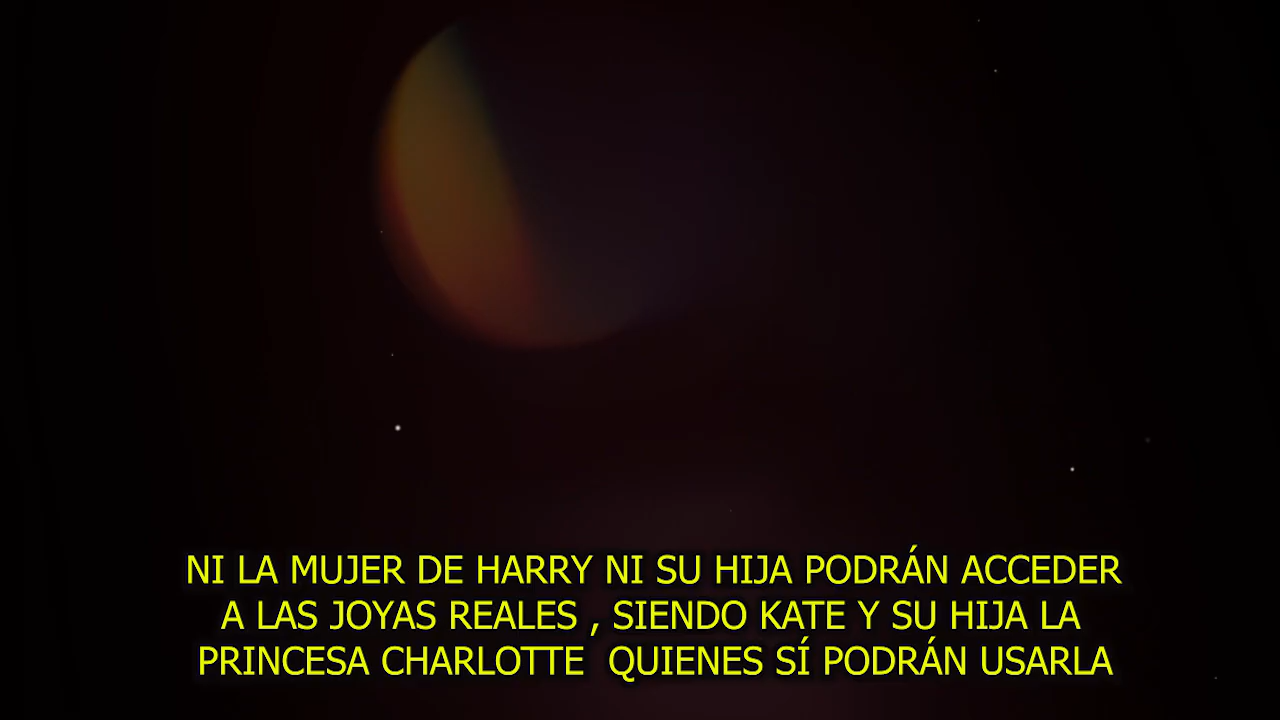 NI LA MUJER DE HARRY NI SU HIJA PODRÁN ACCEDER
A LAS JOYAS REALES , SIENDO KATE Y SU HIJA LA
PRINCESA CHARLOTTE  QUIENES SÍ PODRÁN USARLA